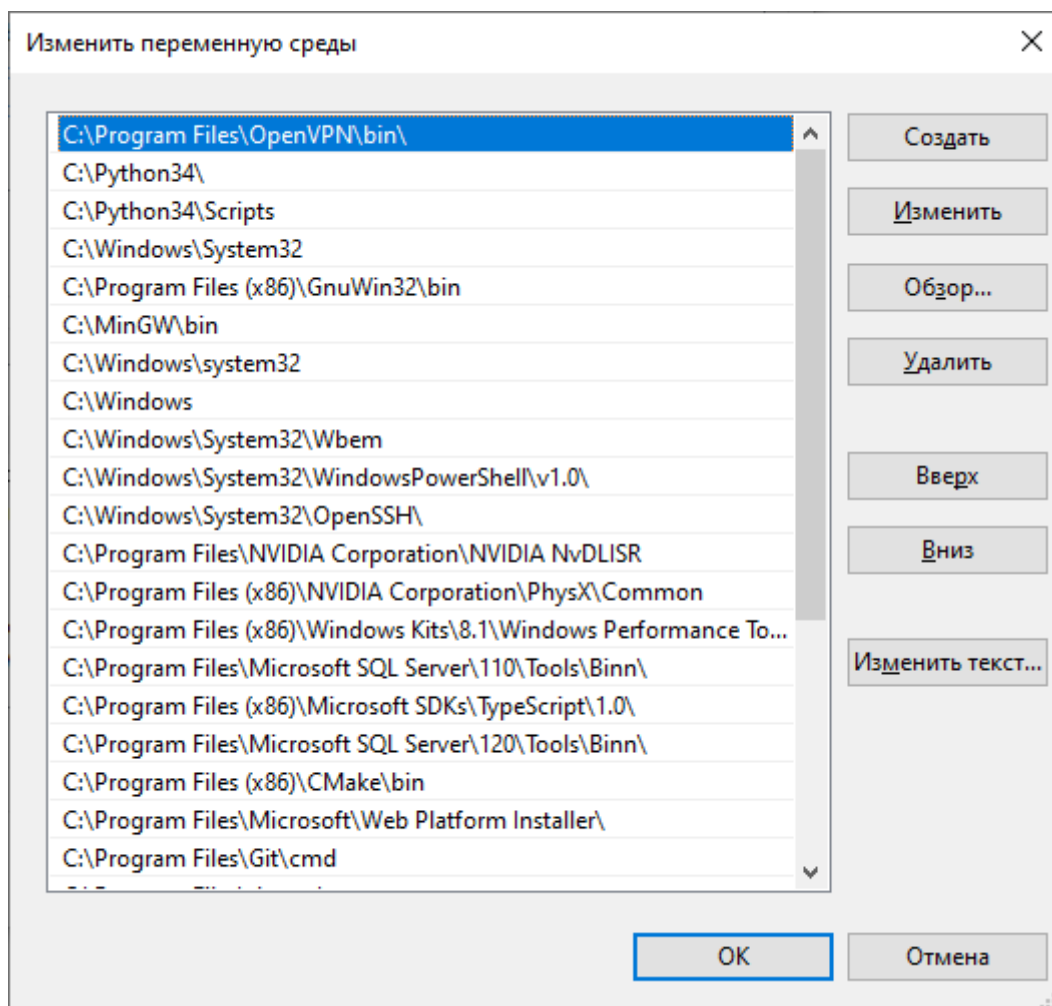 Изменить переменную среды
C:\Program Files\OpenVPN\bin\
C:\Python34\
C:\Python34\Scripts
C:\Windows\System32
C:\Program Files (x86)\GnuWin32\bin
C:\MinGW\bin
C:\Windows\system32
C:\Windows
C:\Windows\System32\Wbem
C:\Windows\System32\WindowsPowerShell\v1.0\
C:\Windows\System32\OpenSSH\
C:\Program Files\NVIDIA Corporation\NVIDIA NvDLISR
C:\Program Files (x86)\NVIDIA Corporation\PhysX\Common
C:\Program Files (x86)\Windows Kits\8.1\Windows Performance To...
C:\Program Files\Microsoft SQL Server\110\Tools\Binn\
C:\Program Files (x86)\Microsoft SDKs\TypeScript\1.0\
C:\Program Files\Microsoft SQL Server\120\Tools\Binn\
C:\Program Files (x86)\CMake\bin
C:\Program Files\Microsoft\Web Platform Installer\
C:\Program Files\Git\cmd
Создать
Изменить
Обзор...
Удалить
Вверх
Вниз
Изменить текст...
ОК
Отмена